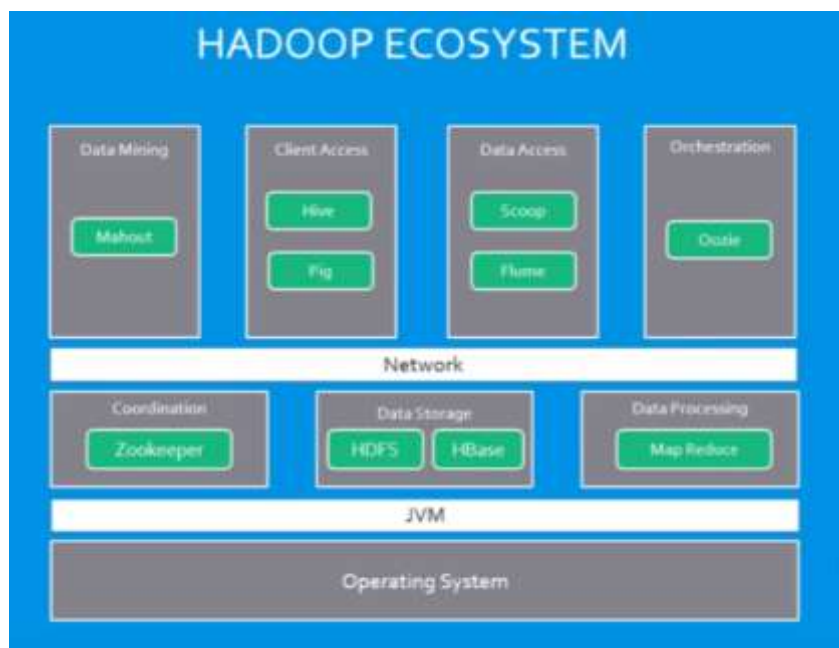 HADOOP ECOSYSTEM
Data Mining
Mahout
Client Access
Hive
Pig
Data Access
Scoop
Flume
Orchestration
Oozie
Network
Coordination
Zookeeper
Data Storage
HDFS HBase
Data Processing
Map Reduce
JVM
Operating System